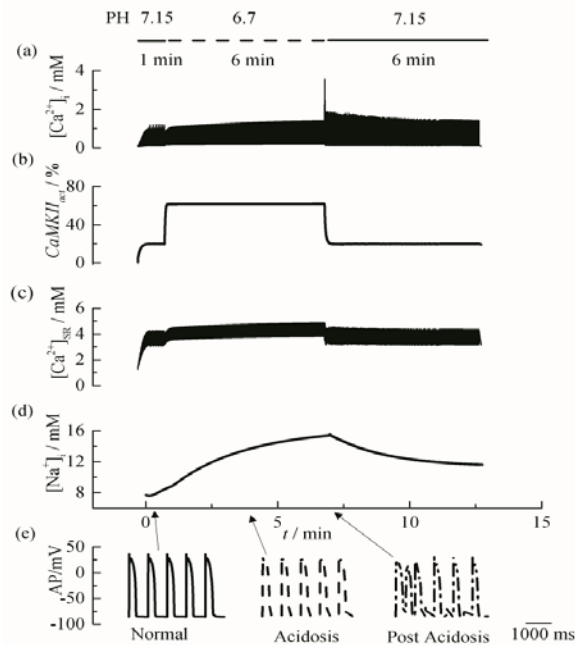 PH 7.15 6.7 7.15
1 min 6 min 6 min
(a)
[Ca2+]i / mM
4
2
0
(b)
CaMKIIact / %
80
40
0
(c)
[Ca2+]SR / mM
6
4
2
0
(d)
[Na+]i / mM
16
12
8
0 5 10 15
t / min
(e)
AP/mV
50
0
-50
-100
Normal Acidosis Post Acidosis 1000 ms